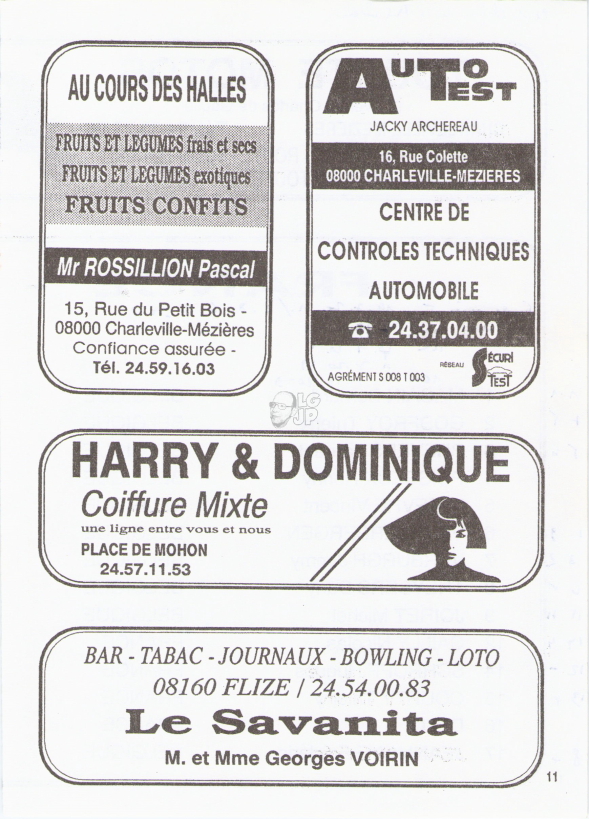 AU COURS DES HALLES
FRUITS ET LEGUMES frais et secs
FRUITS ET LEGUMES exotiques
FRUITS CONFITS
Mr ROSSILLION Pascal
15, Rue du Petit Bois -
08000 Charleville-Mézières
Confiance assurée -
Tél. 24.59.16.03
AUTO TEST
JACKY ARCHEREAU
16, Rue Colette
08000 CHARLEVILLE-MEZIERES
CENTRE DE
CONTROLES TECHNIQUES
AUTOMOBILE
☎ 24.37.04.00
AGRÉMENT S 008 T 003
RÉSEAU SÉCURI TEST
LG
JP
HARRY & DOMINIQUE
Coiffure Mixte
une ligne entre vous et nous
PLACE DE MOHON
24.57.11.53
BAR - TABAC - JOURNAUX - BOWLING - LOTO
08160 FLIZE / 24.54.00.83
Le Savanita
M. et Mme Georges VOIRIN
11